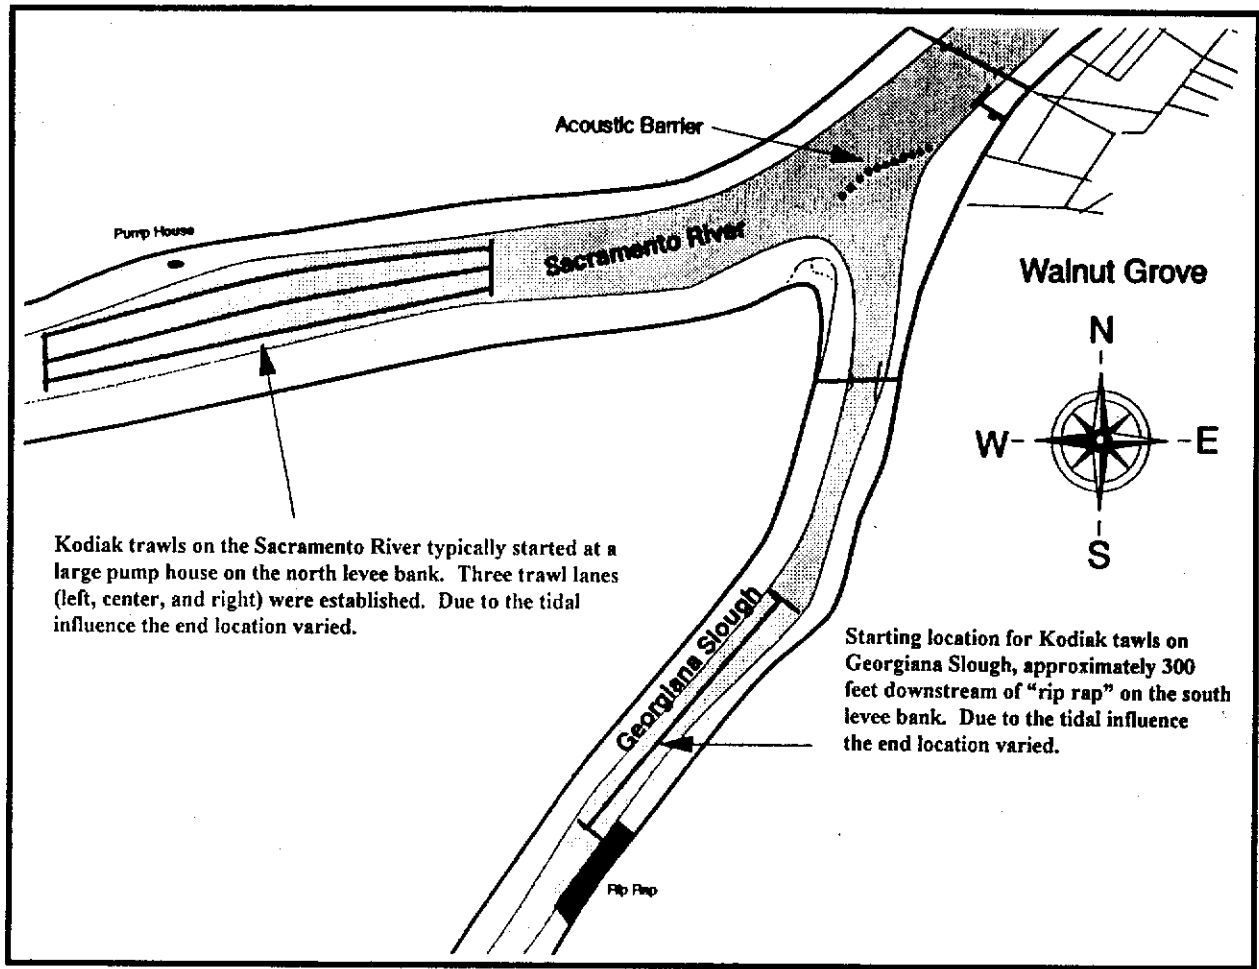 Acoustic Barrier
Pump House
Sacramento River
Walnut Grove
N
W
E
S
Kodiak trawls on the Sacramento River typically started at a
large pump house on the north levee bank. Three trawl lanes
(left, center, and right) were established. Due to the tidal
influence the end location varied.
Georgiana Slough
Starting location for Kodiak tawls on
Georgiana Slough, approximately 300
feet downstream of "rip rap" on the south
levee bank. Due to the tidal influence
the end location varied.
Rip Rap